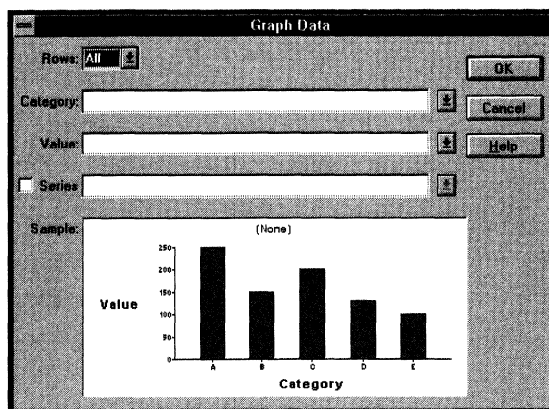 Graph Data
Rows: All
OK
Category:
Cancel
Value:
Help
Series
Sample:
(None)
250
200
150
100
50
0
Value
A B C D E
Category